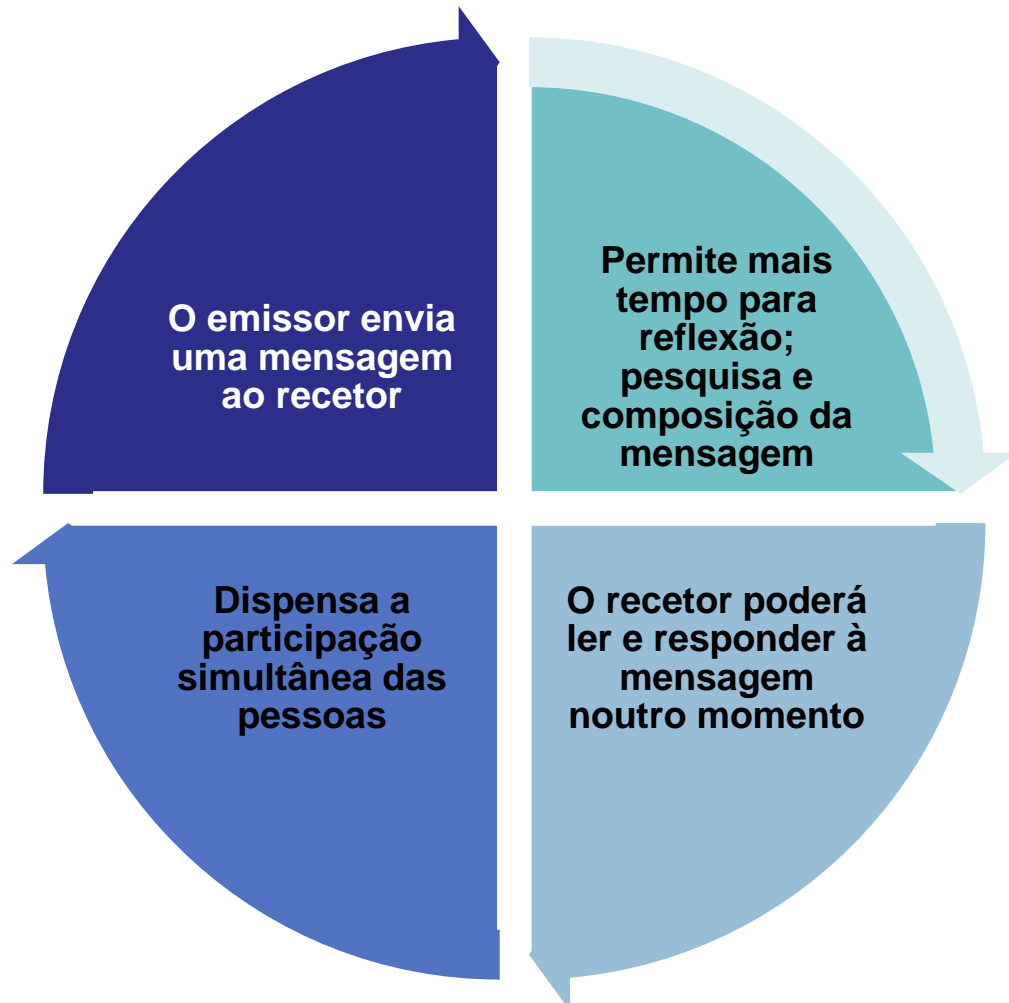 O emissor envia
uma mensagem
ao recetor
Permite mais
tempo para
reflexão;
pesquisa e
composição da
mensagem
Dispensa a
participação
simultânea das
pessoas
O recetor poderá
ler e responder à
mensagem
noutro momento